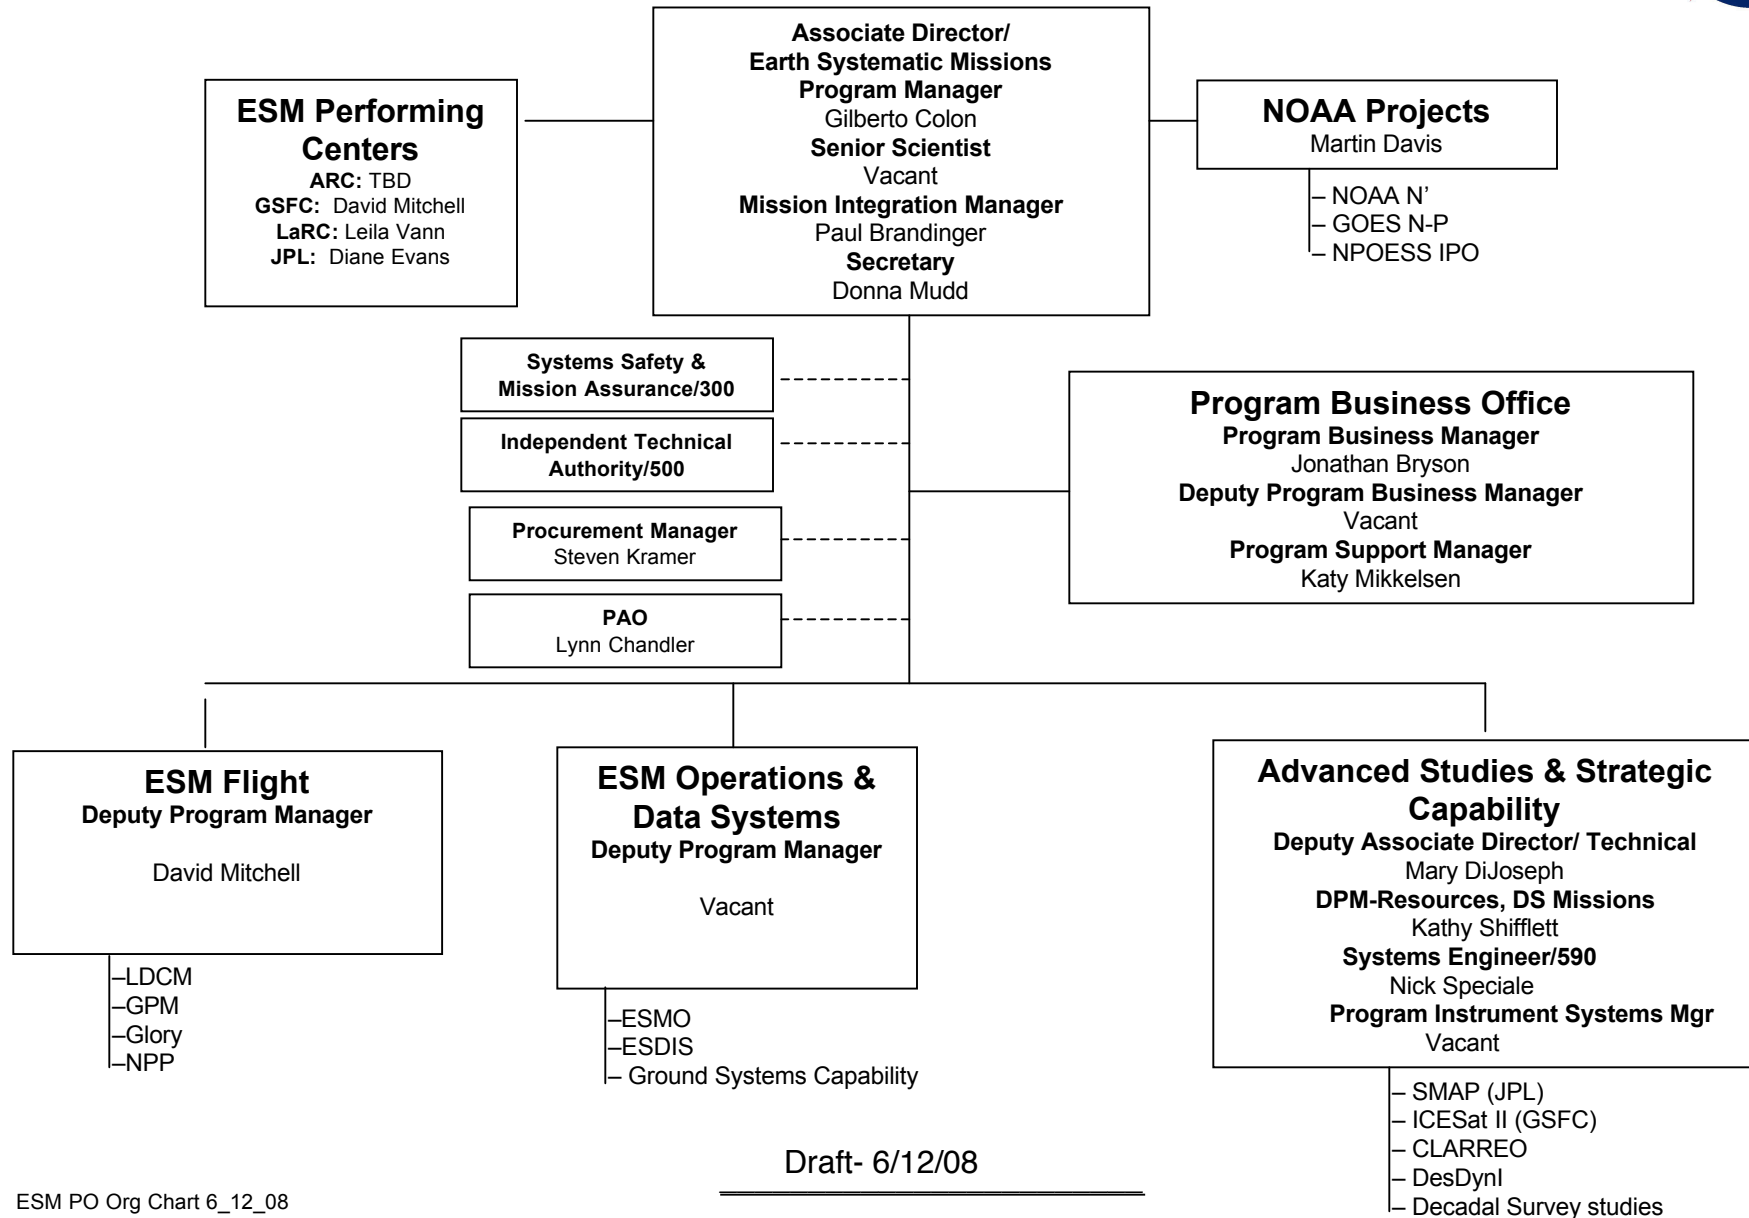 Associate Director/
Earth Systematic Missions
Program Manager
Gilberto Colon
Senior Scientist
Vacant
Mission Integration Manager
Paul Brandinger
Secretary
Donna Mudd
ESM Performing
Centers
ARC: TBD
GSFC: David Mitchell
LaRC: Leila Vann
JPL: Diane Evans
NOAA Projects
Martin Davis
– NOAA N’
– GOES N-P
– NPOESS IPO
Systems Safety &
Mission Assurance/300
Independent Technical
Authority/500
Procurement Manager
Steven Kramer
PAO
Lynn Chandler
Program Business Office
Program Business Manager
Jonathan Bryson
Deputy Program Business Manager
Vacant
Program Support Manager
Katy Mikkelsen
ESM Flight
Deputy Program Manager
David Mitchell
–LDCM
–GPM
–Glory
–NPP
ESM Operations &
Data Systems
Deputy Program Manager
Vacant
–ESMO
–ESDIS
– Ground Systems Capability
Advanced Studies & Strategic
Capability
Deputy Associate Director/ Technical
Mary DiJoseph
DPM-Resources, DS Missions
Kathy Shifflett
Systems Engineer/590
Nick Speciale
Program Instrument Systems Mgr
Vacant
– SMAP (JPL)
– ICESat II (GSFC)
– CLARREO
– DesDynI
– Decadal Survey studies
Draft- 6/12/08
ESM PO Org Chart 6_12_08